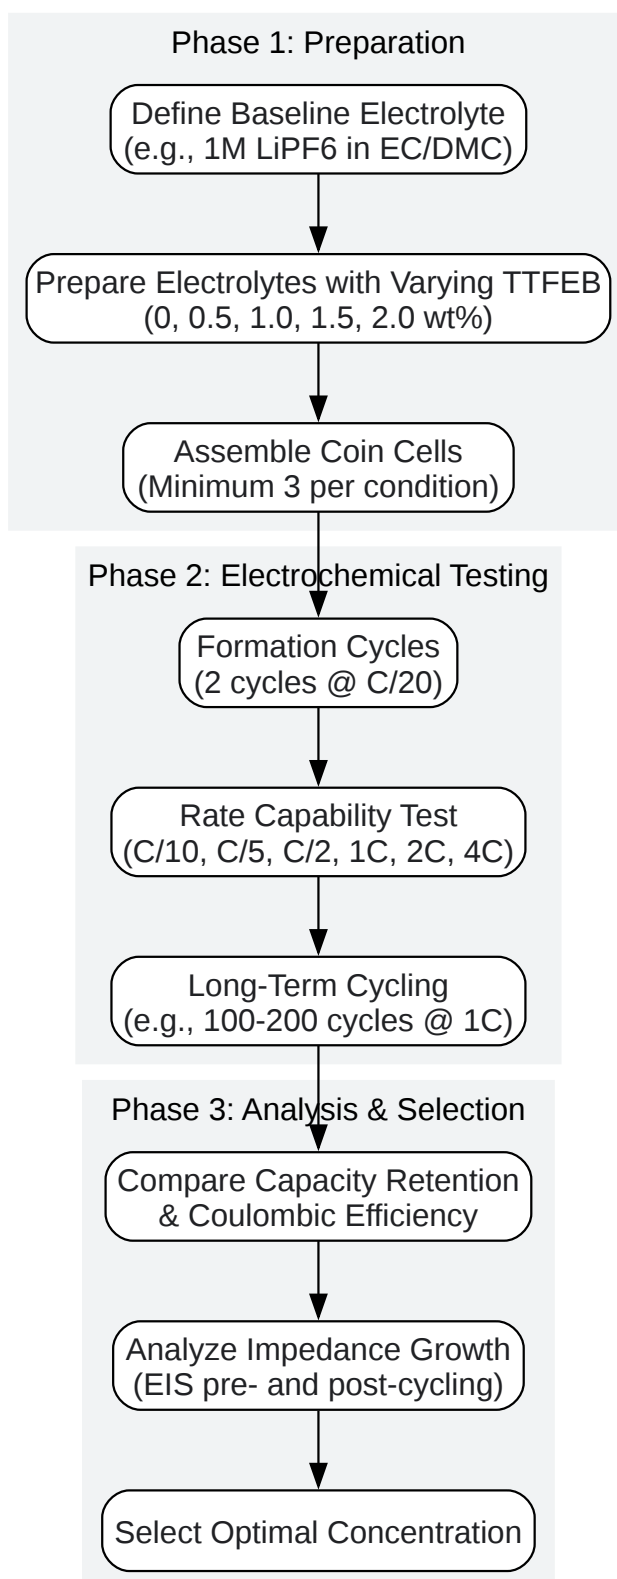 Phase 1: Preparation
Define Baseline Electrolyte
(e.g., 1M LiPF6 in EC/DMC)
Prepare Electrolytes with Varying TTFEB
(0, 0.5, 1.0, 1.5, 2.0 wt%)
Assemble Coin Cells
(Minimum 3 per condition)
Phase 2: Electrochemical Testing
Formation Cycles
(2 cycles @ C/20)
Rate Capability Test
(C/10, C/5, C/2, 1C, 2C, 4C)
Long-Term Cycling
(e.g., 100-200 cycles @ 1C)
Phase 3: Analysis & Selection
Compare Capacity Retention
& Coulombic Efficiency
Analyze Impedance Growth
(EIS pre- and post-cycling)
Select Optimal Concentration